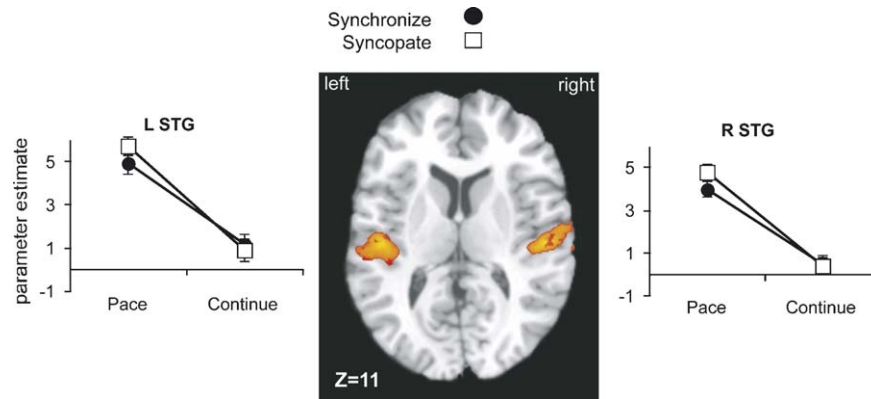 Synchronize
Syncopate
left
right
L STG
parameter estimate
5
3
1
-1
Pace
Continue
Z=11
R STG
5
3
1
-1
Pace
Continue